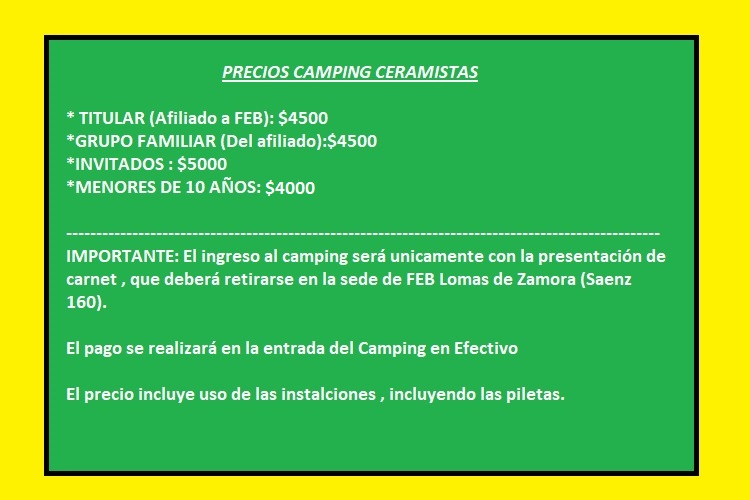 PRECIOS CAMPING CERAMISTAS
* TITULAR (Afiliado a FEB): $4500
*GRUPO FAMILIAR (Del afiliado):$4500
*INVITADOS : $5000
*MENORES DE 10 AÑOS: $4000
---------------------------------------------------------------------------------------------------
IMPORTANTE: El ingreso al camping será unicamente con la presentación de
carnet , que deberá retirarse en la sede de FEB Lomas de Zamora (Saenz
160).
El pago se realizará en la entrada del Camping en Efectivo
El precio incluye uso de las instalciones , incluyendo las piletas.